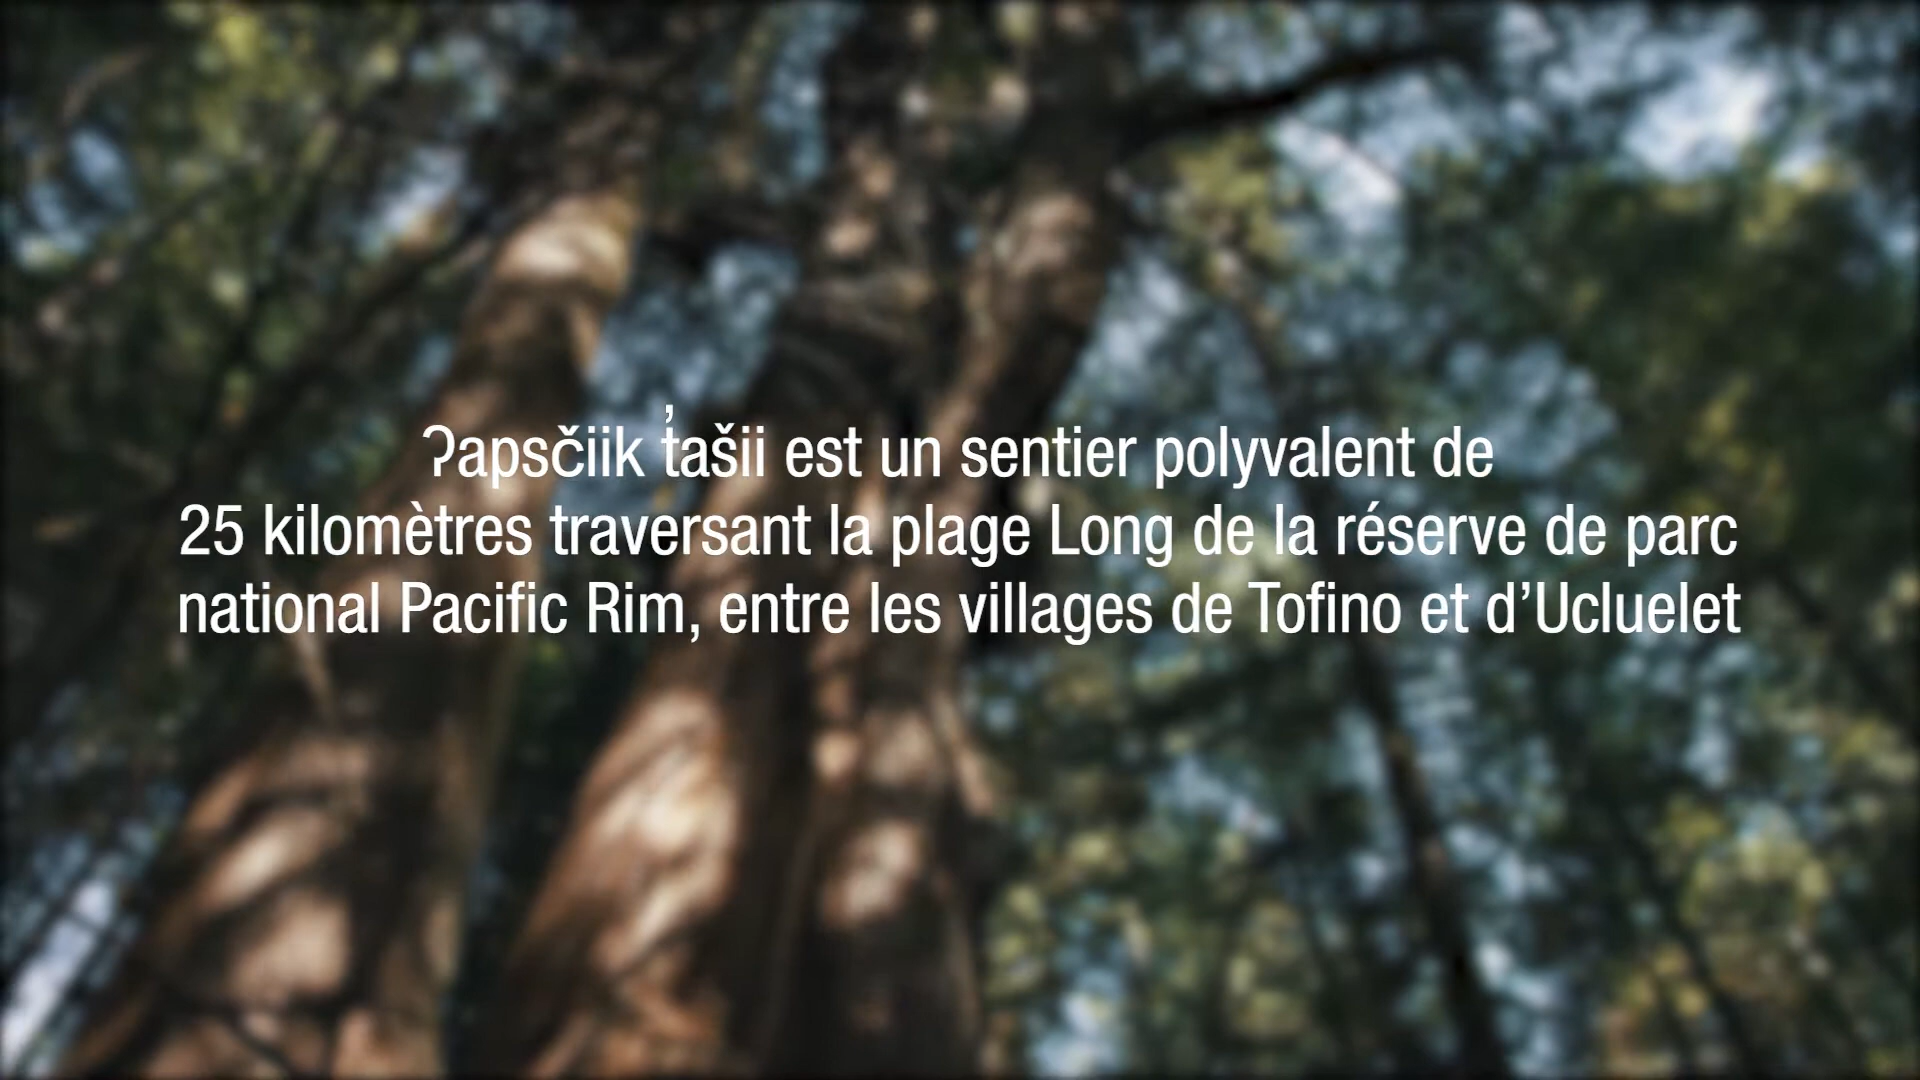 ʔapsčiik t̓ašii est un sentier polyvalent de
25 kilomètres traversant la plage Long de la réserve de parc
national Pacific Rim, entre les villages de Tofino et d’Ucluelet